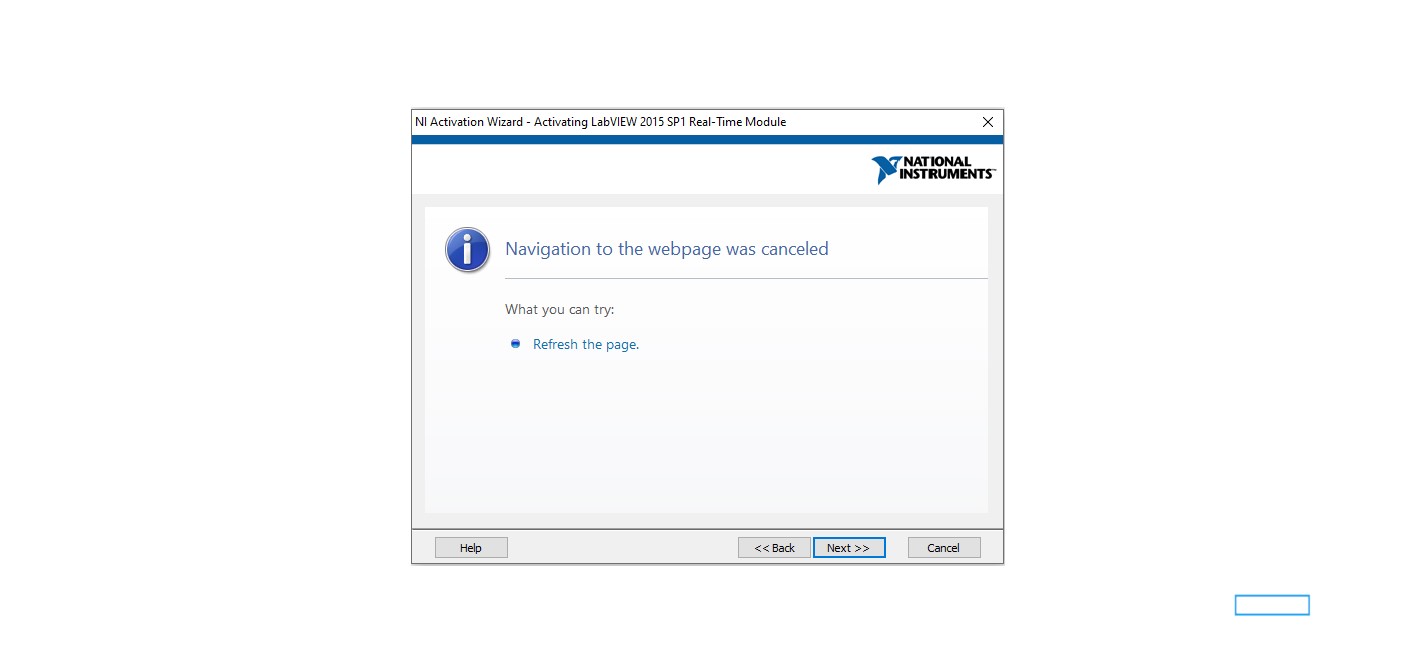 NI Activation Wizard - Activating LabVIEW 2015 SP1 Real-Time Module
NATIONAL
INSTRUMENTS™
Navigation to the webpage was canceled
What you can try:
Refresh the page.
Help
<< Back
Next >>
Cancel